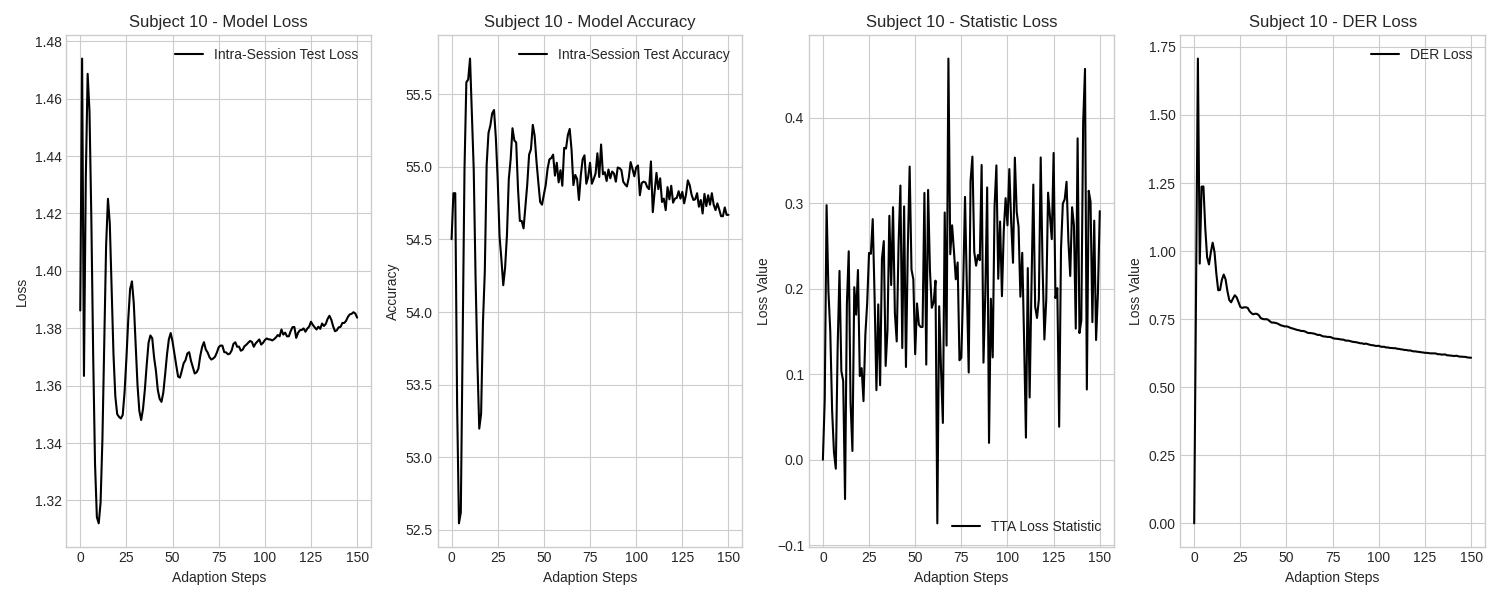 Subject 10 - Model Loss
Intra-Session Test Loss
1.48
1.46
1.44
1.42
1.40
1.38
1.36
1.34
1.32
Loss
0 25 50 75 100 125 150
Adaption Steps
Subject 10 - Model Accuracy
Intra-Session Test Accuracy
55.5
55.0
54.5
54.0
53.5
53.0
52.5
Accuracy
0 25 50 75 100 125 150
Adaption Steps
Subject 10 - Statistic Loss
0.4
0.3
0.2
0.1
0.0
−0.1
Loss Value
TTA Loss Statistic
0 25 50 75 100 125 150
Adaption Steps
Subject 10 - DER Loss
DER Loss
1.75
1.50
1.25
1.00
0.75
0.50
0.25
0.00
Loss Value
0 25 50 75 100 125 150
Adaption Steps